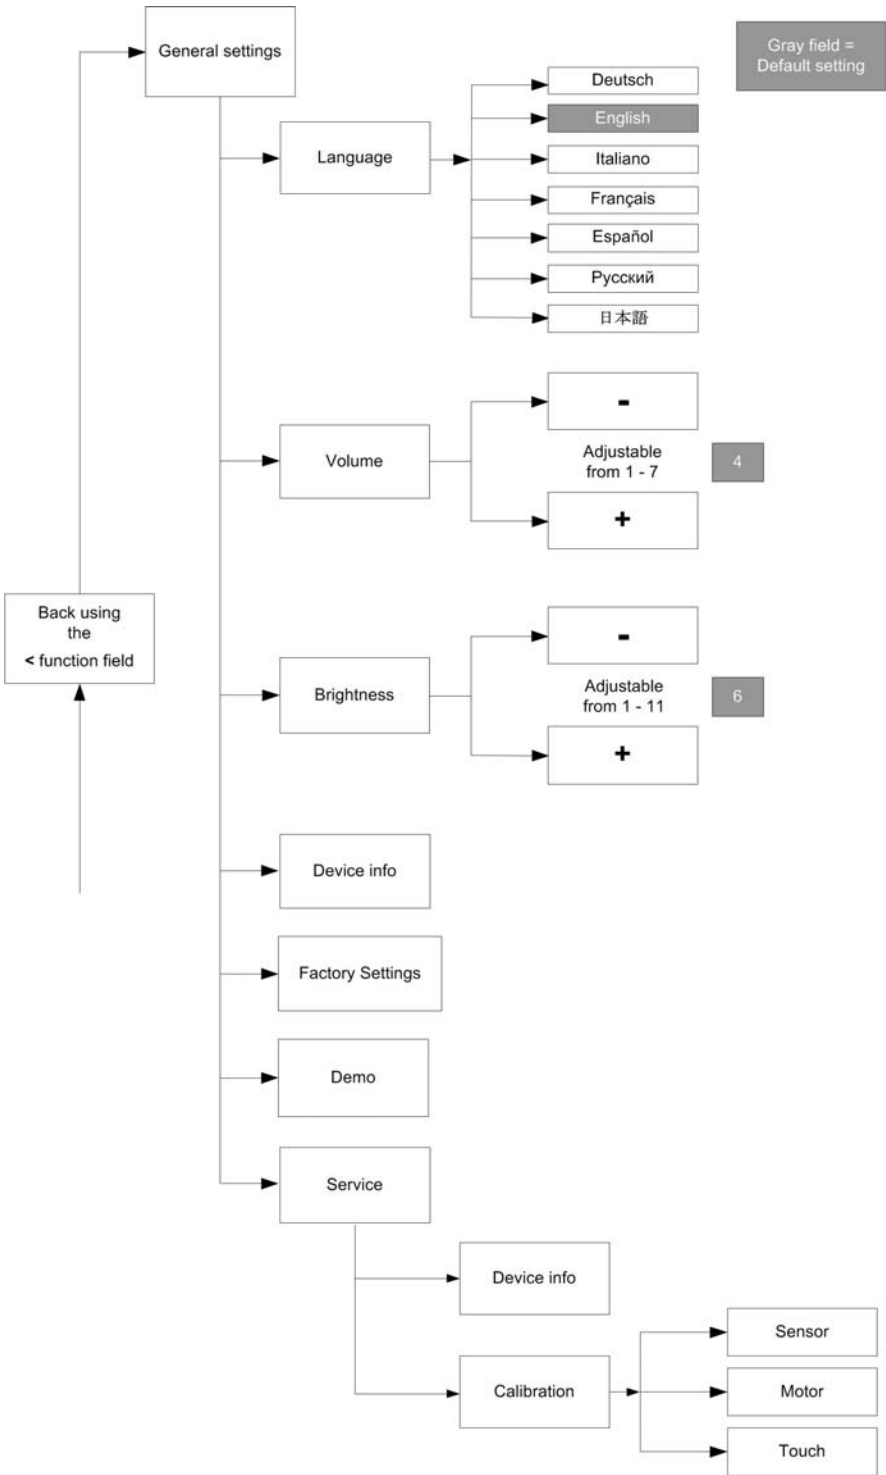 General settings
Gray field =
Default setting
Language
Deutsch
English
Italiano
Français
Español
Русский
日本語
Volume
-
Adjustable
from 1 - 7
4
+
Back using
the
< function field
Brightness
-
Adjustable
from 1 - 11
6
+
Device info
Factory Settings
Demo
Service
Device info
Calibration
Sensor
Motor
Touch